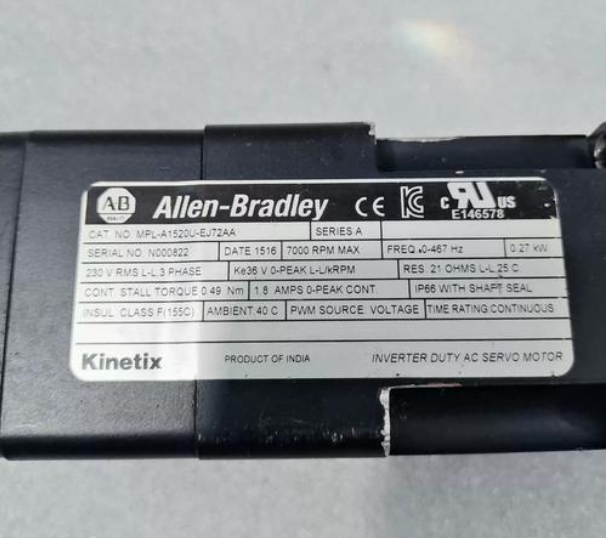 AB Allen-Bradley CE c RU US
E146578
CAT. NO. MPL-A1520U-EJ72AA SERIES A
SERIAL NO. N000822 DATE 1516 7000 RPM MAX FREQ .0-467 Hz 0.27 kW
230 V RMS L-L,3 PHASE Ke36 V 0-PEAK L-L/kRPM RES. 21 OHMS L-L 25 C
CONT. STALL TORQUE 0.49 Nm 1.8 AMPS 0-PEAK CONT. IP66 WITH SHAFT SEAL
INSUL. CLASS F(155C) AMBIENT:40 C PWM SOURCE: VOLTAGE TIME RATING:CONTINUOUS
Kinetix PRODUCT OF INDIA INVERTER DUTY AC SERVO MOTOR